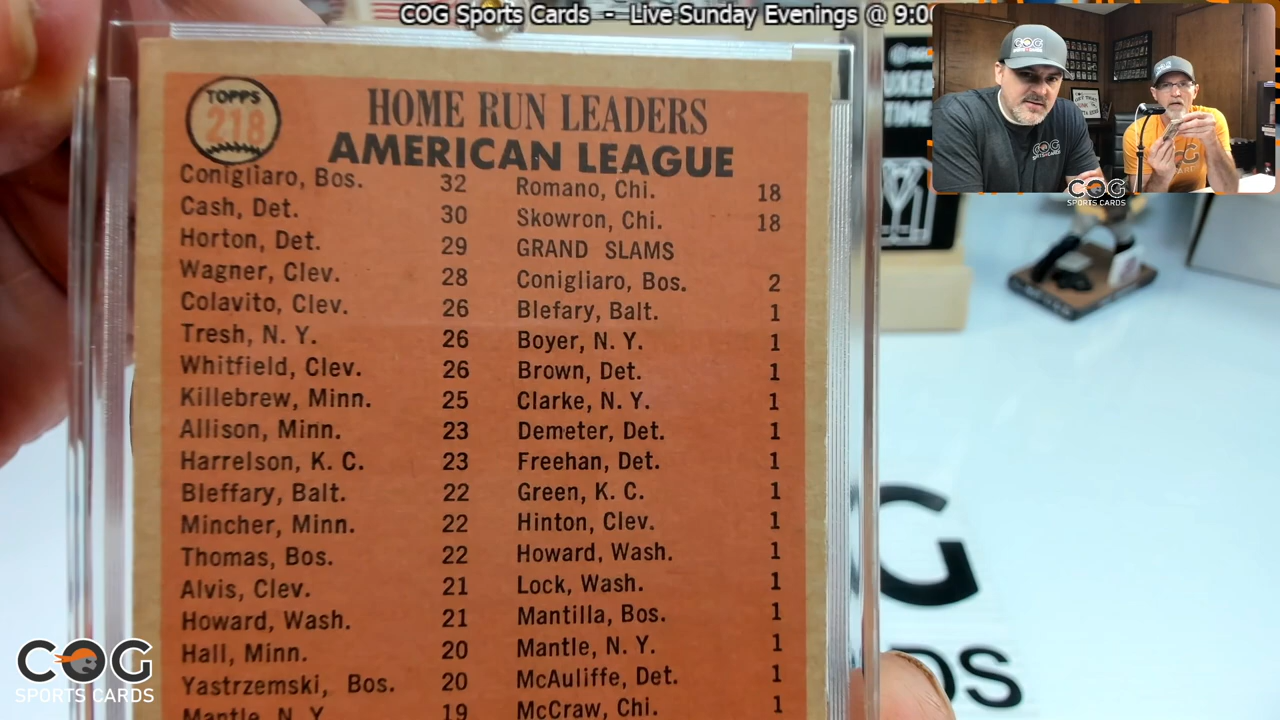 COG Sports Cards - Live Sunday Evenings @ 9:0
TOPPS
218
HOME RUN LEADERS
AMERICAN LEAGUE
Conigliaro, Bos. 32
Cash, Det. 30
Horton, Det. 29
Wagner, Clev. 28
Colavito, Clev. 26
Tresh, N. Y. 26
Whitfield, Clev. 26
Killebrew, Minn. 25
Allison, Minn. 23
Harrelson, K. C. 23
Bleffary, Balt. 22
Mincher, Minn. 22
Thomas, Bos. 22
Alvis, Clev. 21
Howard, Wash. 21
Hall, Minn. 20
Yastrzemski, Bos. 20
Mantle, N. Y. 19
Romano, Chi. 18
Skowron, Chi. 18
GRAND SLAMS
Conigliaro, Bos. 2
Blefary, Balt. 1
Boyer, N. Y. 1
Brown, Det. 1
Clarke, N. Y. 1
Demeter, Det. 1
Freehan, Det. 1
Green, K. C. 1
Hinton, Clev. 1
Howard, Wash. 1
Lock, Wash. 1
Mantilla, Bos. 1
Mantle, N. Y. 1
McAuliffe, Det. 1
McCraw, Chi. 1
COG
COG
COG
SPORTS CARDS
G
DS
COG
SPORTS CARDS